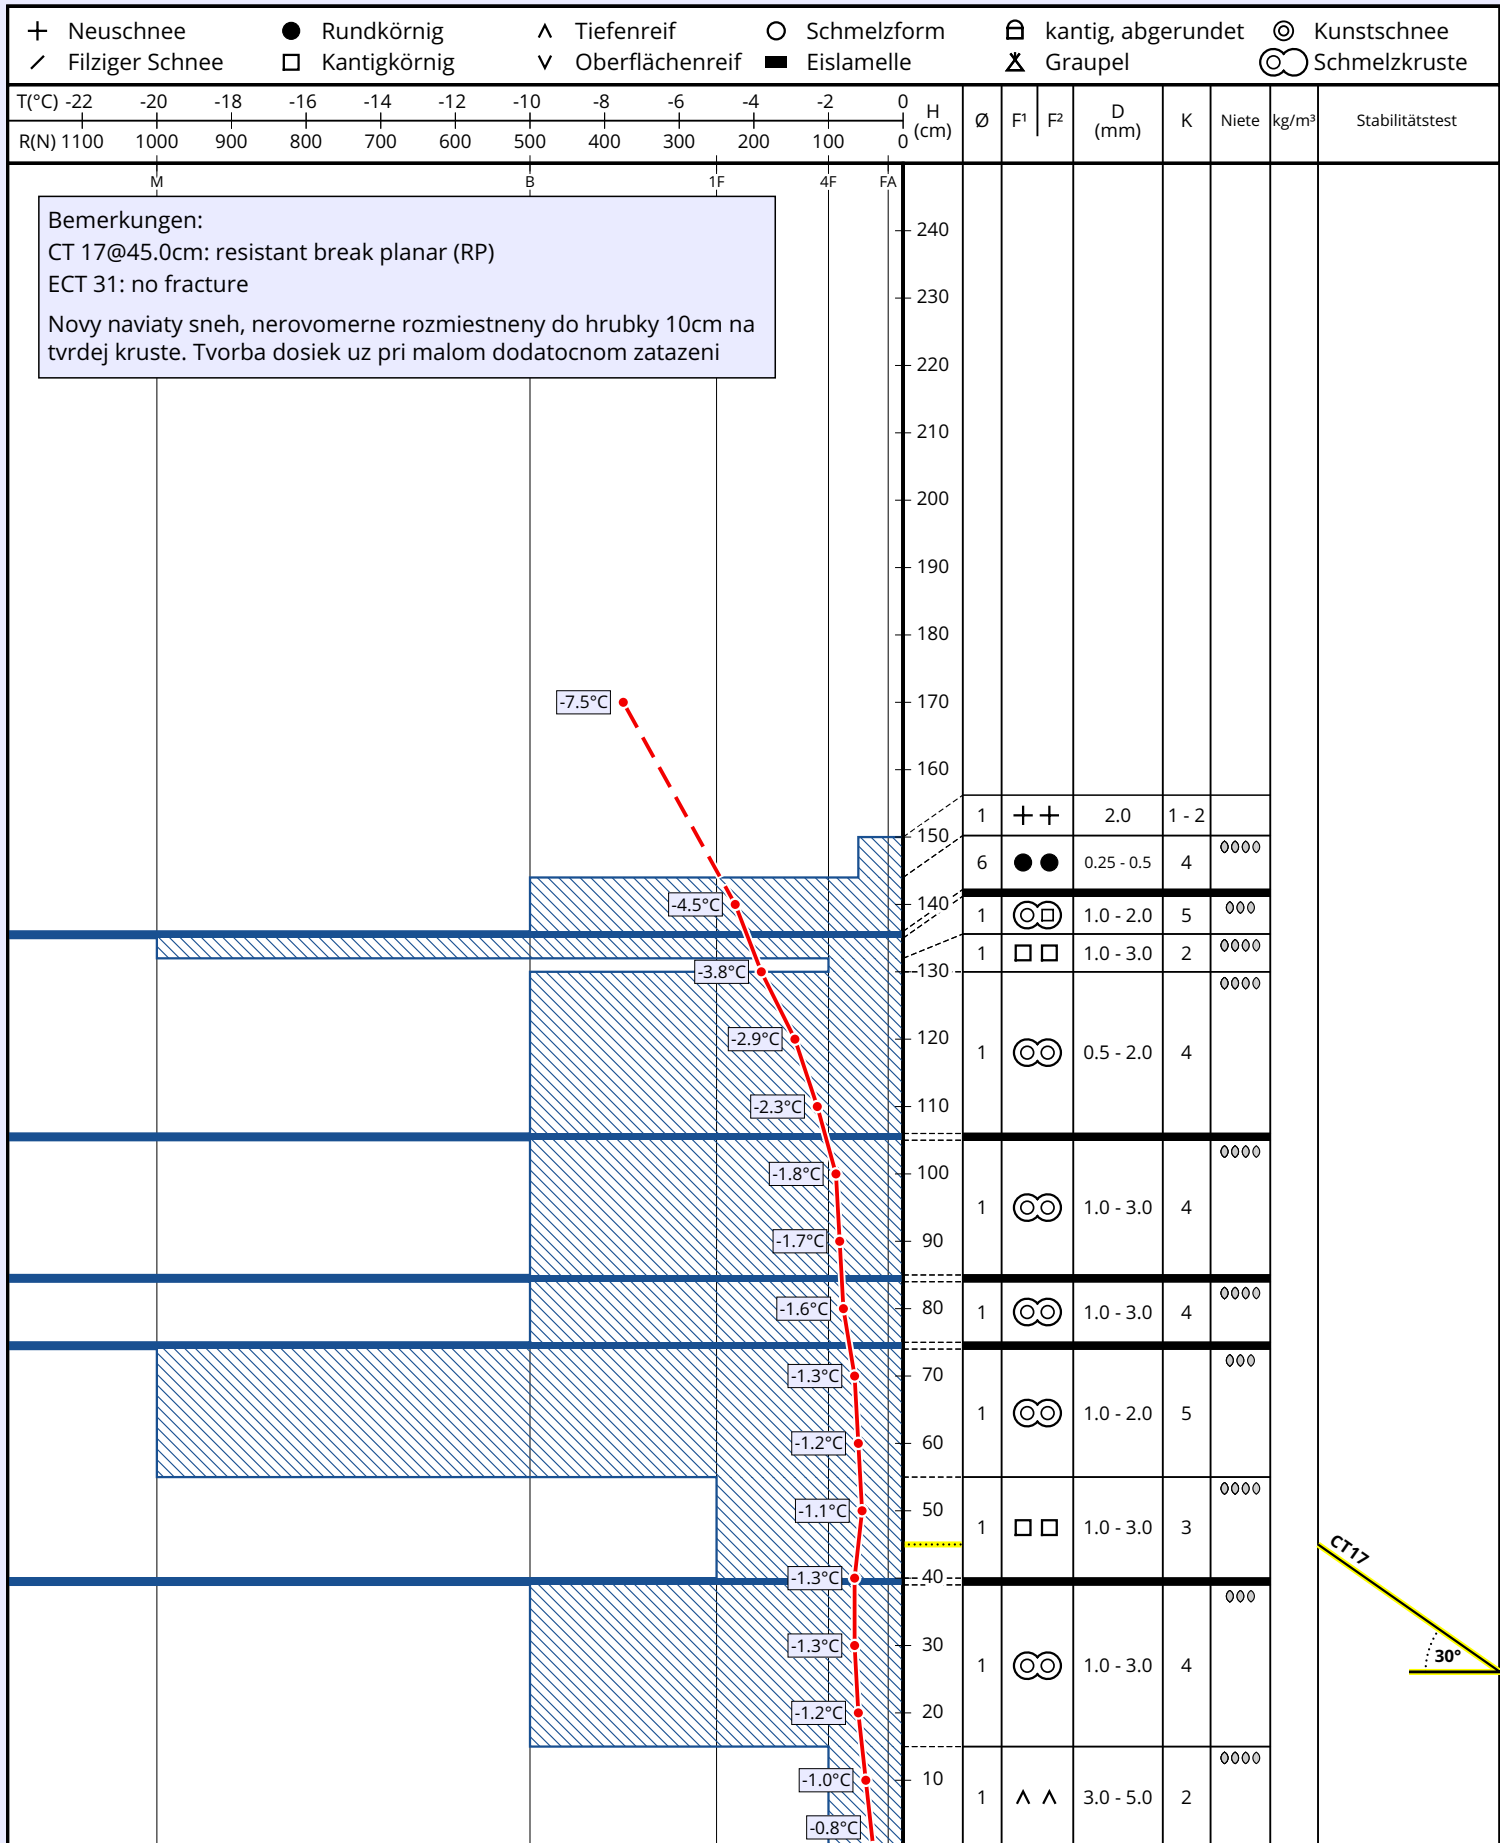 Neuschnee Rundkörnig Tiefenreif Schmelzform kantig, abgerundet Kunstschnee
Filziger Schnee Kantigkörnig Oberflächenreif Eislamelle Graupel Schmelzkruste
T(°C) -22 -20 -18 -16 -14 -12 -10 -8 -6 -4 -2 0
R(N) 1100 1000 900 800 700 600 500 400 300 200 100 0
H (cm) Ø F¹ F² D (mm) K Niete kg/m³ Stabilitätstest
M B 1F 4F FA
Bemerkungen:
CT 17@45.0cm: resistant break planar (RP)
ECT 31: no fracture
Novy naviaty sneh, nerovomerne rozmiestneny do hrubky 10cm na
tvrdej kruste. Tvorba dosiek uz pri malom dodatocnom zatazeni
240
230
220
210
200
190
180
-7.5°C 170
160
1 2.0 1 - 2
150
6 0.25 - 0.5 4
-4.5°C 140
1 1.0 - 2.0 5
1 1.0 - 3.0 2
-3.8°C 130
-2.9°C 120
1 0.5 - 2.0 4
-2.3°C 110
-1.8°C 100
1 1.0 - 3.0 4
-1.7°C 90
-1.6°C 80 1 1.0 - 3.0 4
-1.3°C 70
1 1.0 - 2.0 5
-1.2°C 60
-1.1°C 50
1 1.0 - 3.0 3
CT17
-1.3°C 40
-1.3°C 30
30°
1 1.0 - 3.0 4
-1.2°C 20
-1.0°C 10
1 3.0 - 5.0 2
-0.8°C